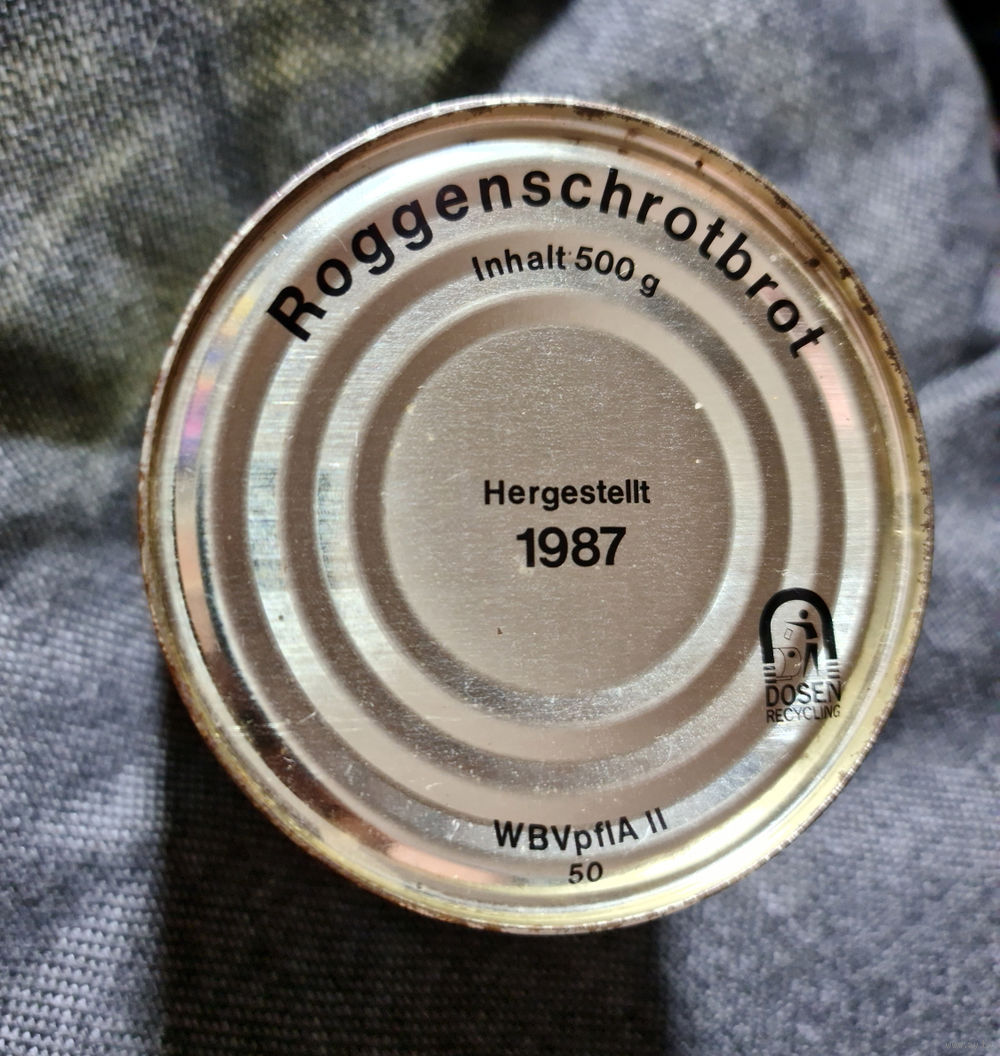 Roggenschrotbrot
Inhalt 500 g
Hergestellt
1987
DOSEN
RECYCLING
WBVpflA II
50